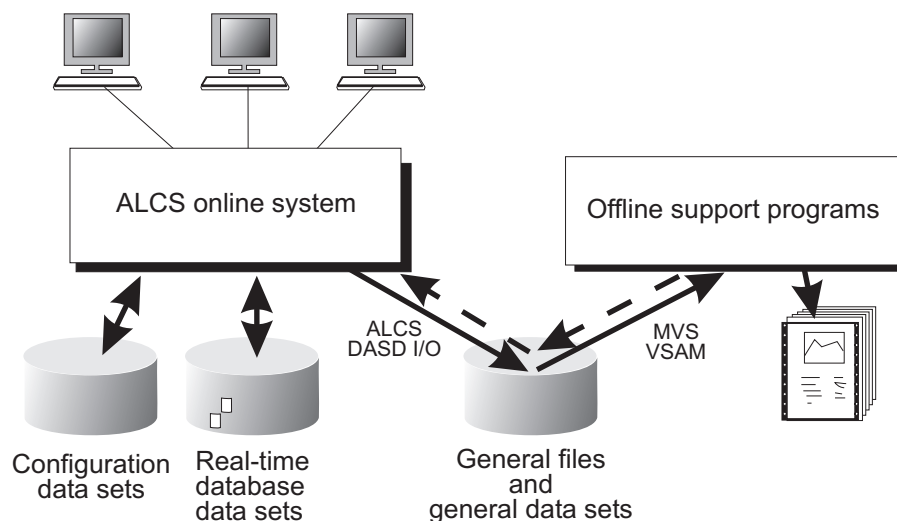 ALCS online system
Offline support programs
ALCS
DASD I/O
MVS
VSAM
Configuration
data sets
Real-time
database
data sets
General files
and
general data sets